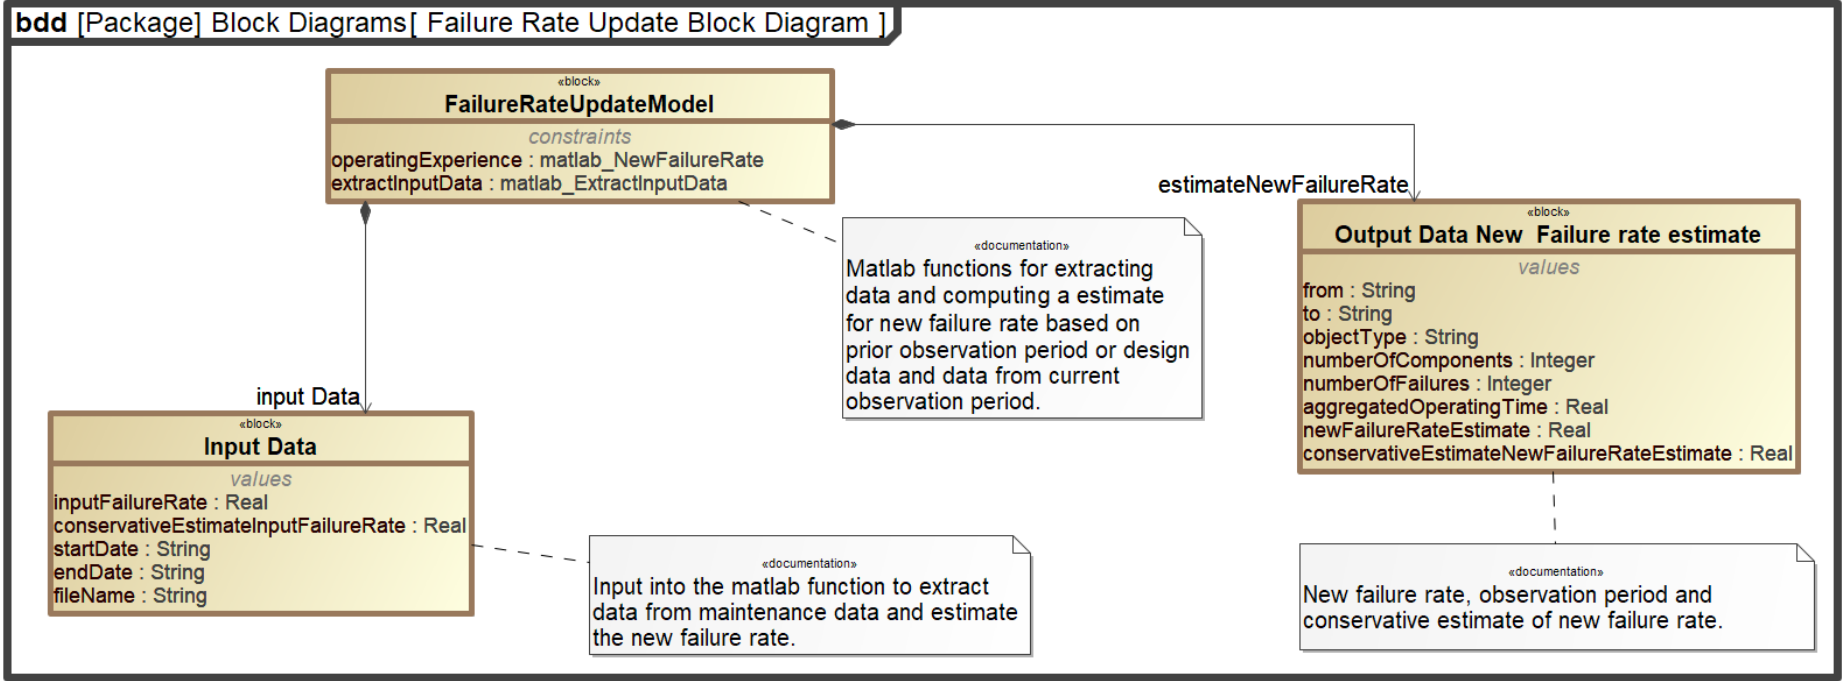 bdd [Package] Block Diagrams[ Failure Rate Update Block Diagram ]
«block»
FailureRateUpdateModel
constraints
operatingExperience : matlab_NewFailureRate
extractInputData : matlab_ExtractInputData
estimateNewFailureRate
«block»
Output Data New  Failure rate estimate
values
from : String
to : String
objectType : String
numberOfComponents : Integer
numberOfFailures : Integer
aggregatedOperatingTime : Real
newFailureRateEstimate : Real
conservativeEstimateNewFailureRateEstimate : Real
«documentation»
Matlab functions for extracting
data and computing a estimate
for new failure rate based on
prior observation period or design
data and data from current
observation period.
input Data
«block»
Input Data
values
inputFailureRate : Real
conservativeEstimateInputFailureRate : Real
startDate : String
endDate : String
fileName : String
«documentation»
Input into the matlab function to extract
data from maintenance data and estimate
the new failure rate.
«documentation»
New failure rate, observation period and
conservative estimate of new failure rate.